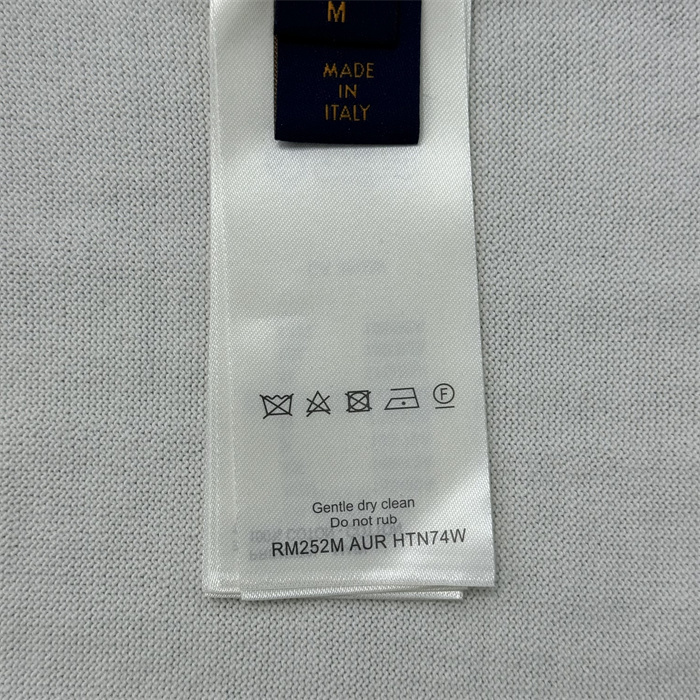 M
MADE
IN
ITALY
F
Gentle dry clean
Do not rub
RM252M AUR HTN74W